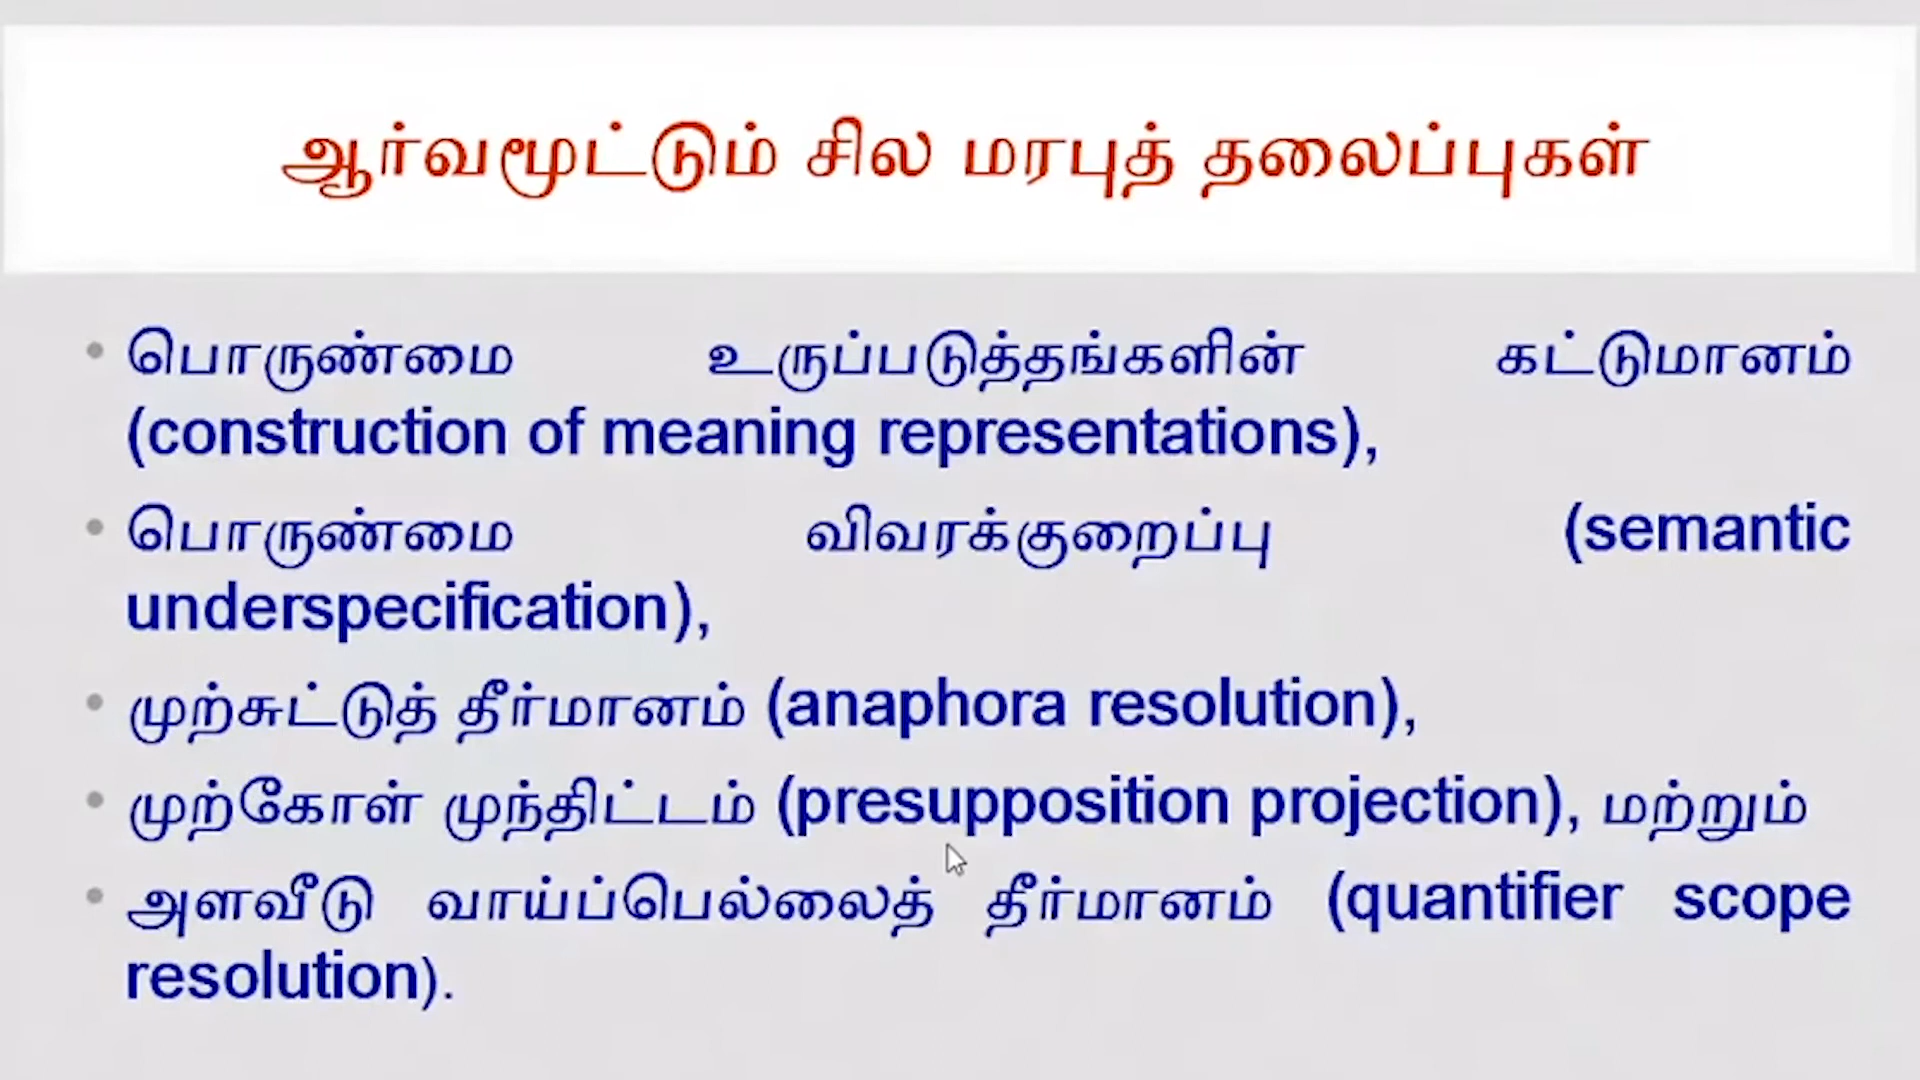 ஆர்வமூட்டும் சில மரபுத் தலைப்புகள்
• பொருண்மை உருப்படுத்தங்களின் கட்டுமானம்
(construction of meaning representations),
• பொருண்மை விவரக்குறைப்பு (semantic
underspecification),
• முற்சுட்டுத் தீர்மானம் (anaphora resolution),
• முற்கோள் முந்திட்டம் (presupposition projection), மற்றும்
• அளவீடு வாய்ப்பெல்லைத் தீர்மானம் (quantifier scope
resolution).